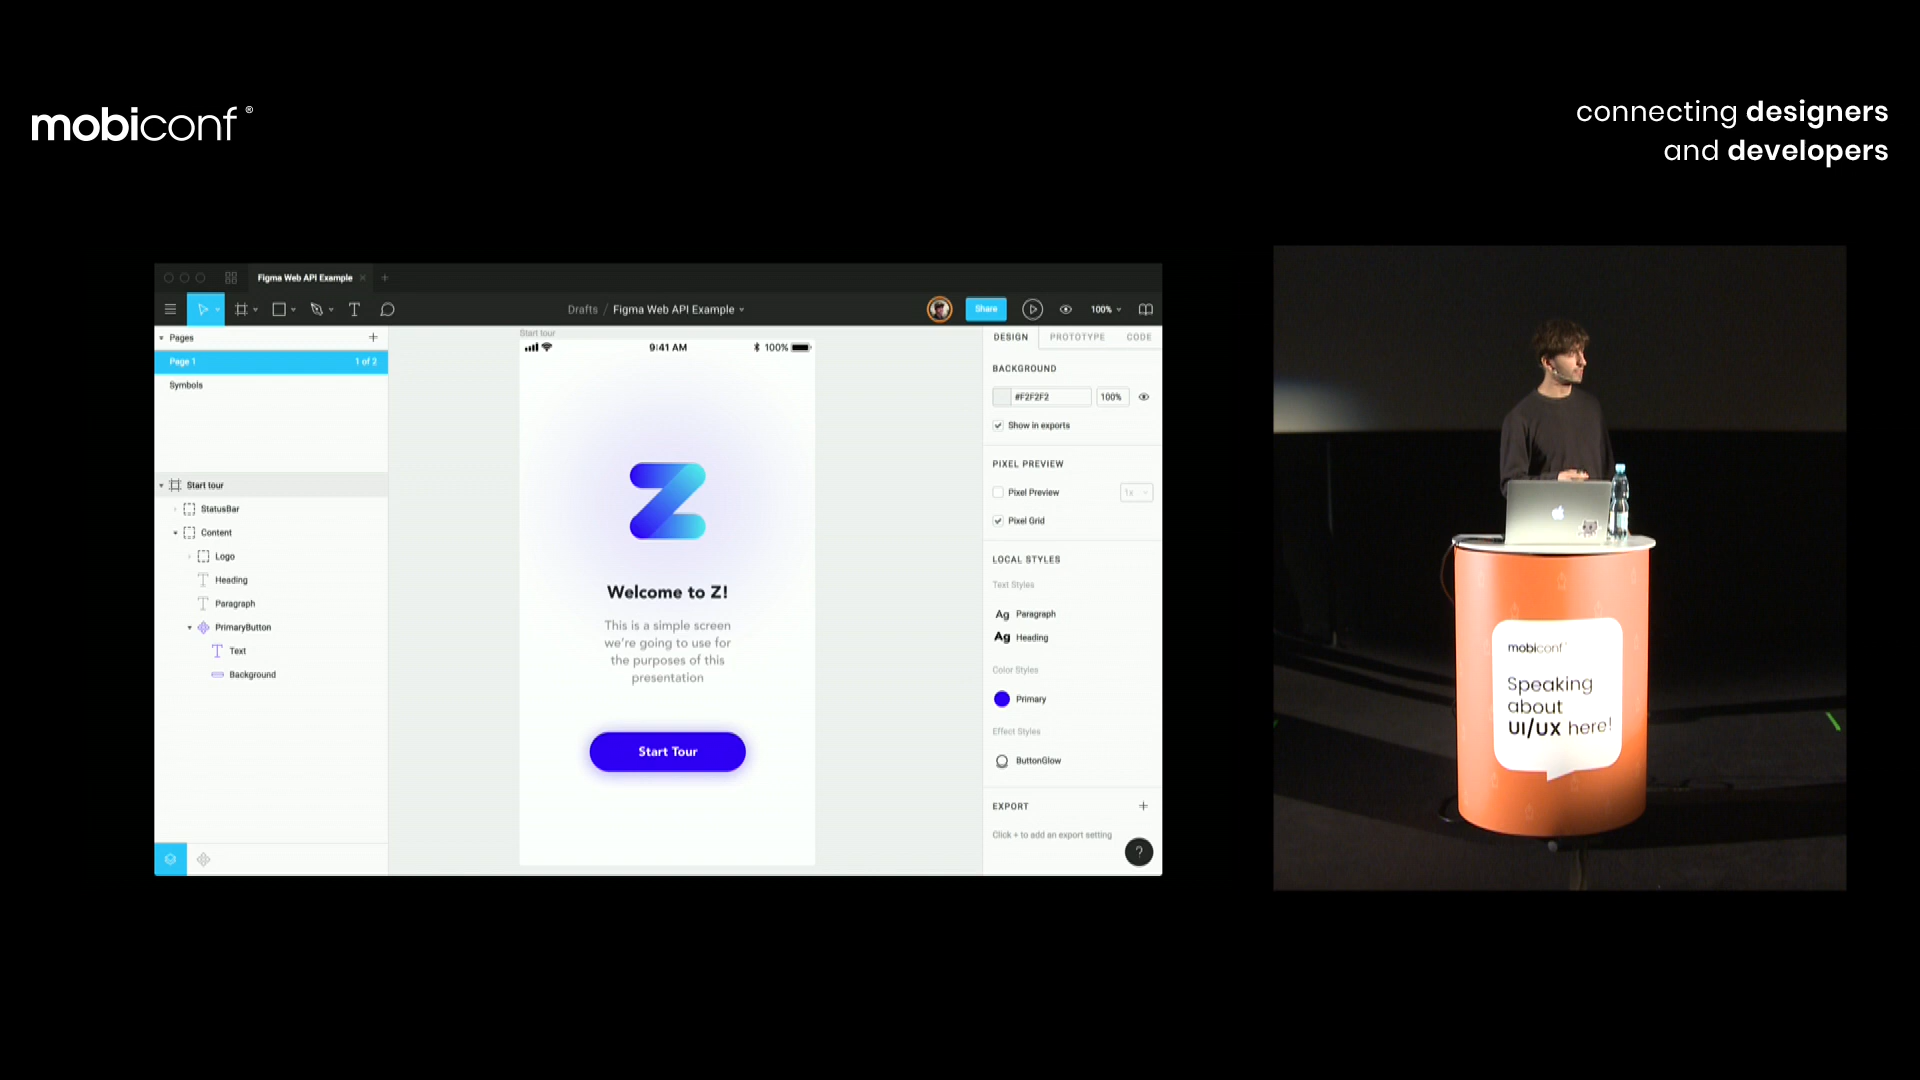 mobiconf ®
connecting designers
and developers
Figma Web API Example
Drafts / Figma Web API Example
Share
100%
Pages
Page 1
1 of 2
Symbols
Start tour
StatusBar
Content
Logo
Heading
Paragraph
PrimaryButton
Text
Background
Start tour
9:41 AM
100%
Welcome to Z!
This is a simple screen
we're going to use for
the purposes of this
presentation
Start Tour
DESIGN
PROTOTYPE
CODE
BACKGROUND
#F2F2F2
100%
Show in exports
PIXEL PREVIEW
Pixel Preview
1x
Pixel Grid
LOCAL STYLES
Text Styles
Ag Paragraph
Ag Heading
Color Styles
Primary
Effect Styles
ButtonGlow
EXPORT
Click + to add an export setting
?
mobiconf
Speaking
about
UI/UX here!